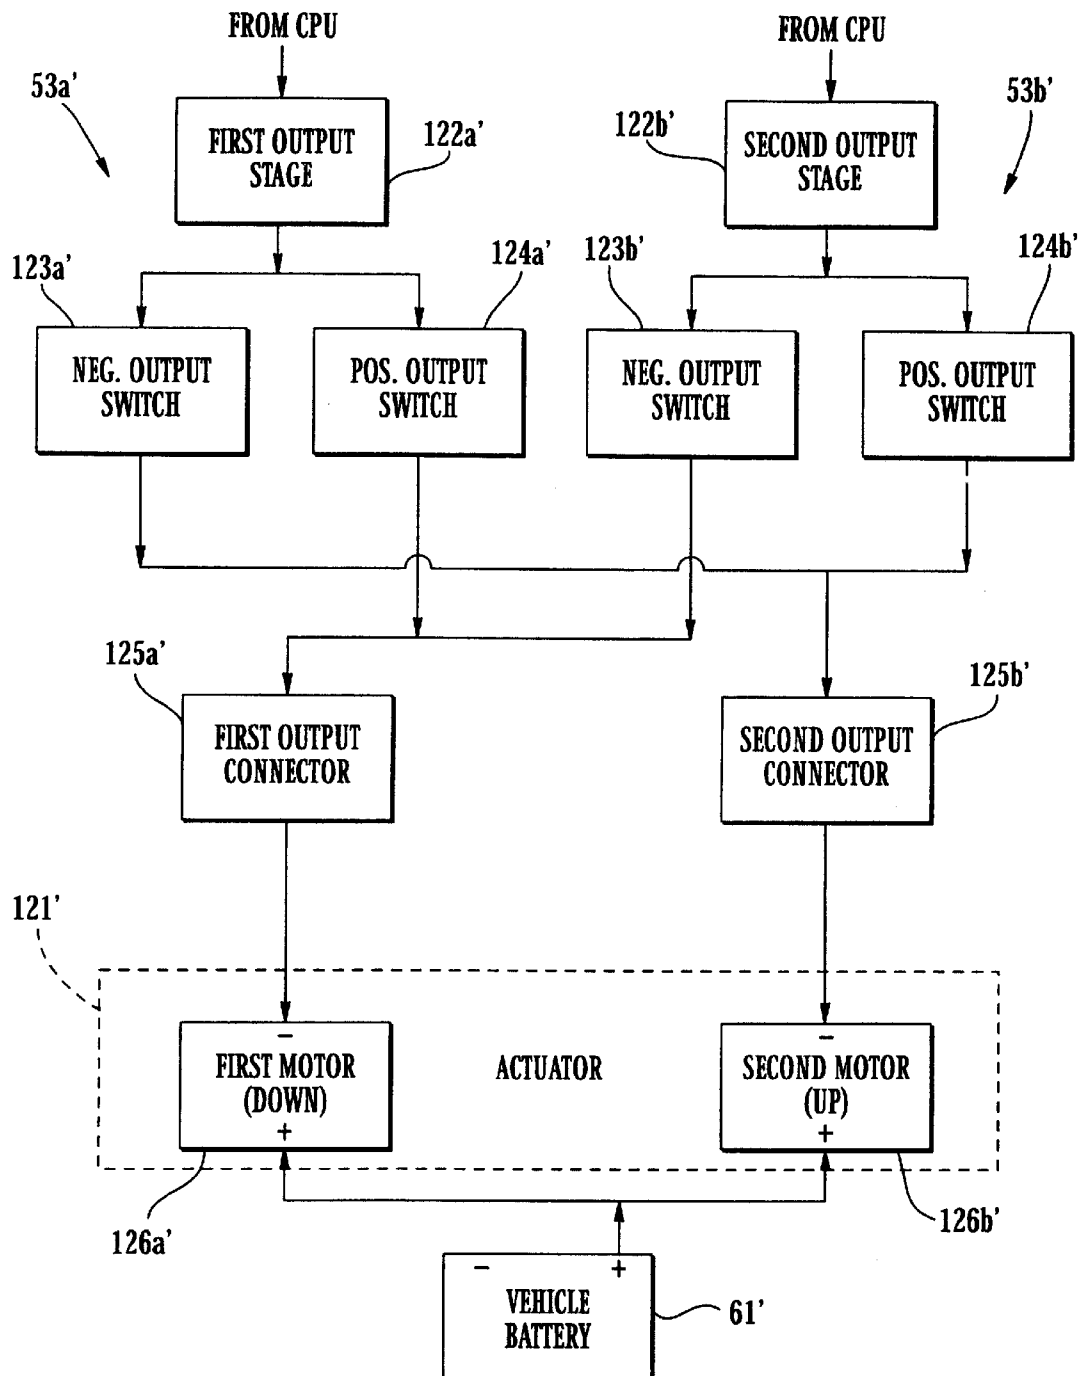 FROM CPU
FROM CPU
53a'
53b'
FIRST OUTPUT
STAGE
122a'
122b'
SECOND OUTPUT
STAGE
123a'
124a'
123b'
124b'
NEG. OUTPUT
SWITCH
POS. OUTPUT
SWITCH
NEG. OUTPUT
SWITCH
POS. OUTPUT
SWITCH
125a'
125b'
FIRST OUTPUT
CONNECTOR
SECOND OUTPUT
CONNECTOR
121'
-
FIRST MOTOR
(DOWN)
+
ACTUATOR
-
SECOND MOTOR
(UP)
+
126a'
126b'
- +
VEHICLE
BATTERY
61'